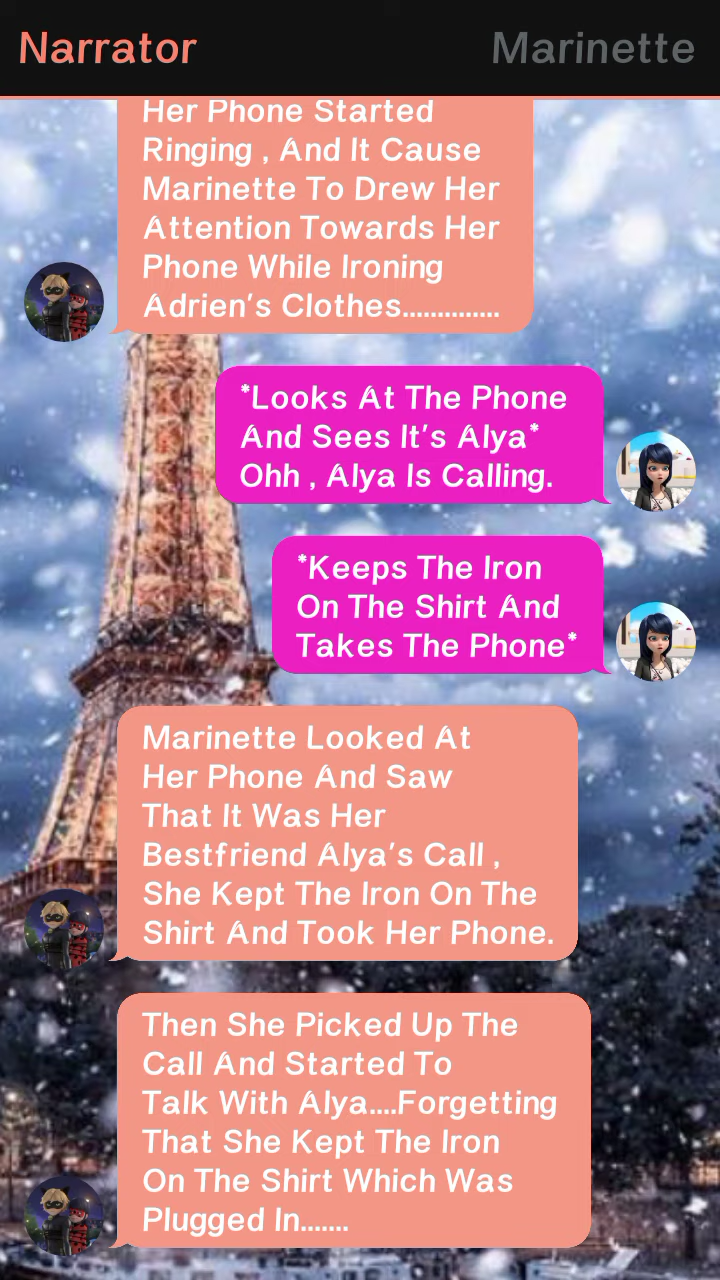 Narrator
Marinette
Her Phone Started
Ringing , And It Cause
Marinette To Drew Her
Attention Towards Her
Phone While Ironing
Adrien's Clothes..............
*Looks At The Phone
And Sees It's Alya*
Ohh , Alya Is Calling.
*Keeps The Iron
On The Shirt And
Takes The Phone*
Marinette Looked At
Her Phone And Saw
That It Was Her
Bestfriend Alya's Call ,
She Kept The Iron On The
Shirt And Took Her Phone.
Then She Picked Up The
Call And Started To
Talk With Alya....Forgetting
That She Kept The Iron
On The Shirt Which Was
Plugged In.......